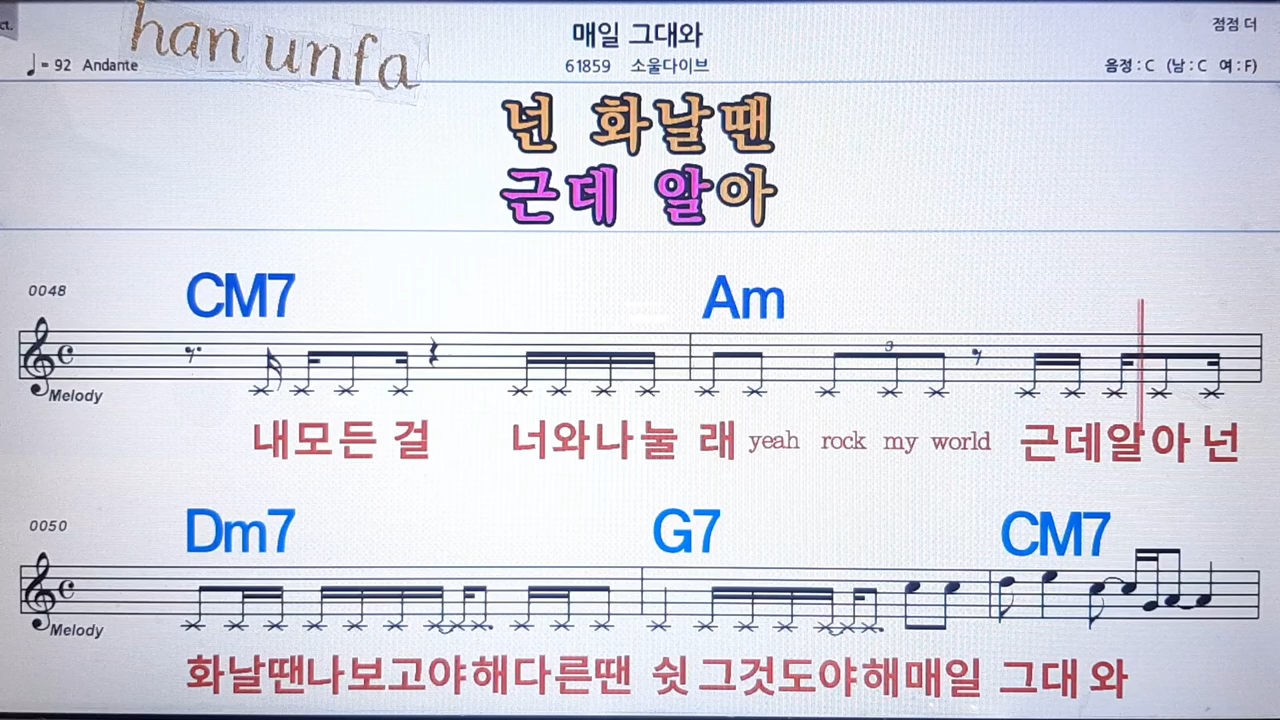 ct.
han unfa
매일 그대와
점점 더
♩= 92 Andante
61859 소울다이브
음정 : C (남 : C 여 : F)
넌 화날땐
근데 알아
0048
CM7 Am
3
Melody
내모든 걸 너와나눌 래 yeah rock my world 근데알아 넌
0050
Dm7 G7 CM7
Melody
화날땐나보고야해다른땐 쉿 그것도야해매일 그대 와